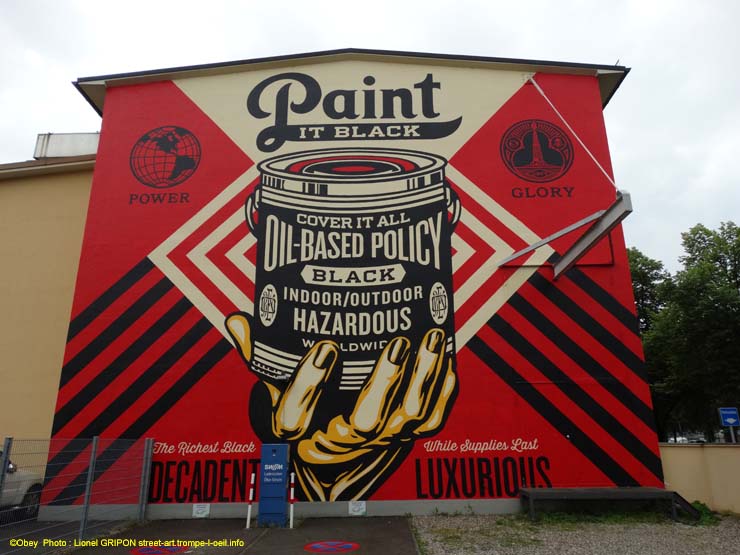 Paint
IT BLACK
POWER
GLORY
COVER IT ALL
OIL-BASED POLICY
BLACK
INDOOR/OUTDOOR
HAZARDOUS
WORLDWIDE
The Richest Black
DECADENT
While Supplies Last
LUXURIOUS
©Obey Photo : Lionel GRIPON street-art.trompe-l-oeil.info